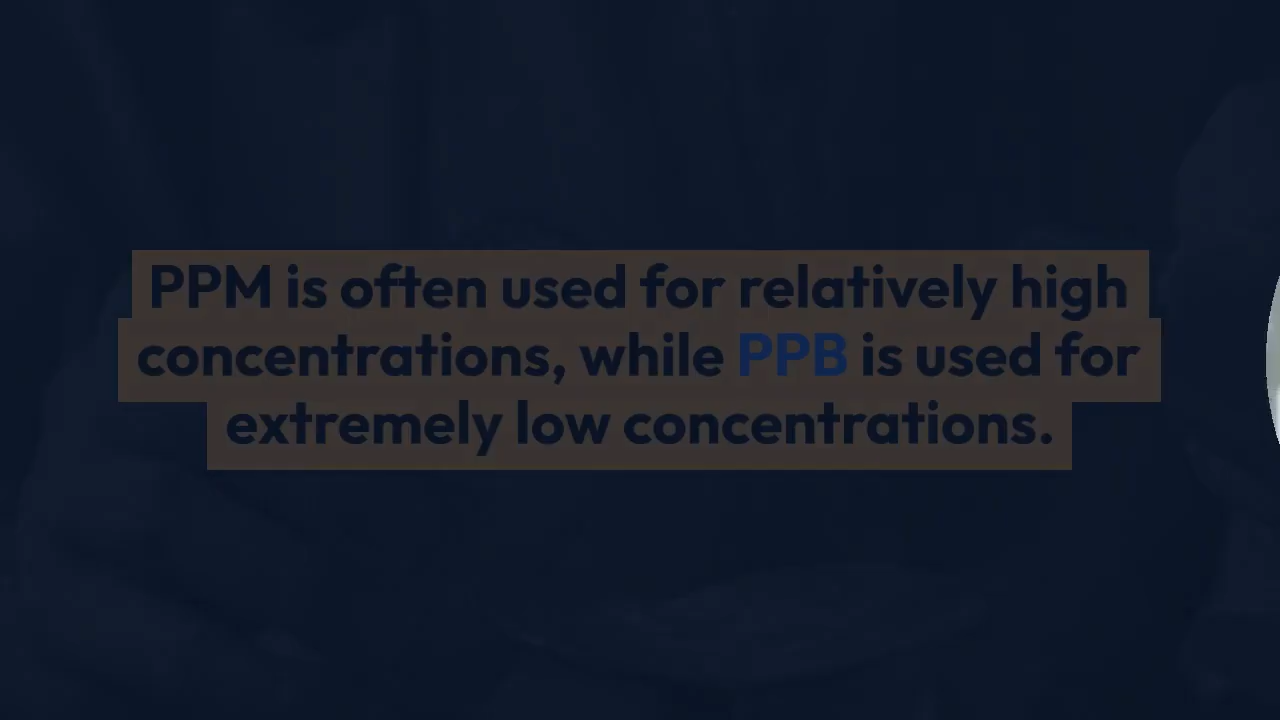 PPM is often used for relatively high
concentrations, while PPB is used for
extremely low concentrations.